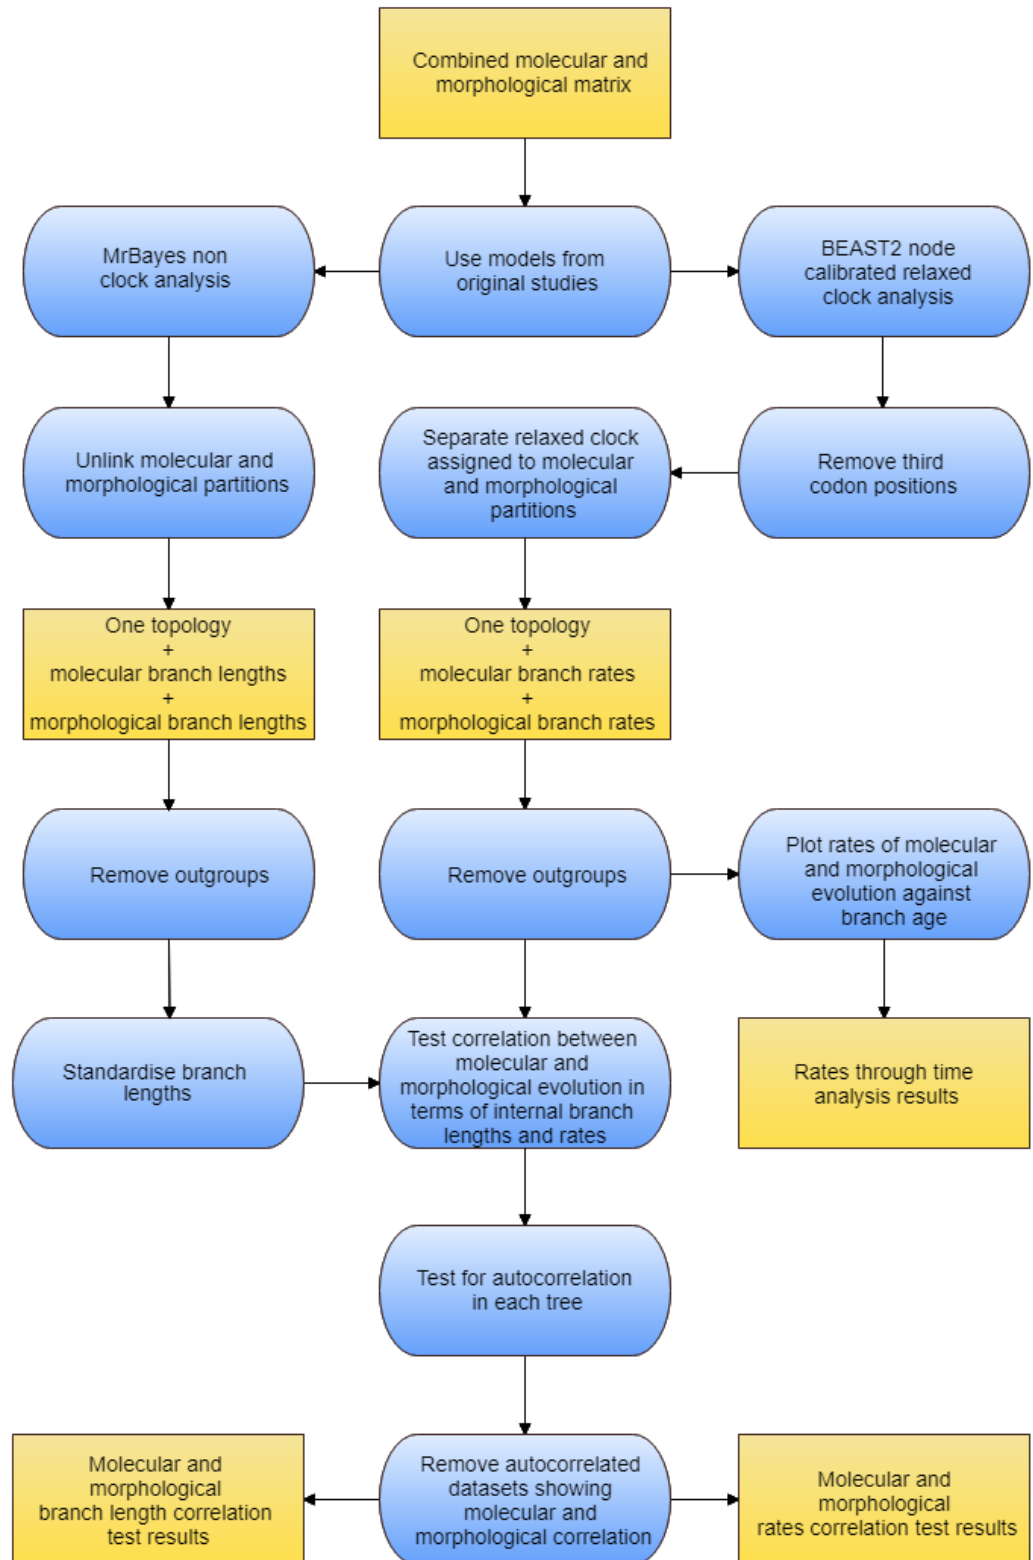 Combined molecular and
morphological matrix
MrBayes non
clock analysis
Use models from
original studies
BEAST2 node
calibrated relaxed
clock analysis
Unlink molecular and
morphological partitions
Separate relaxed clock
assigned to molecular
and morphological
partitions
Remove third
codon positions
One topology
+
molecular branch lengths
+
morphological branch lengths
One topology
+
molecular branch rates
+
morphological branch rates
Remove outgroups
Remove outgroups
Plot rates of molecular
and morphological
evolution against
branch age
Standardise branch
lengths
Test correlation between
molecular and
morphological evolution in
terms of internal branch
lengths and rates
Rates through time
analysis results
Test for autocorrelation
in each tree
Molecular and
morphological
branch length correlation
test results
Remove autocorrelated
datasets showing
molecular and
morphological correlation
Molecular and
morphological
rates correlation test results